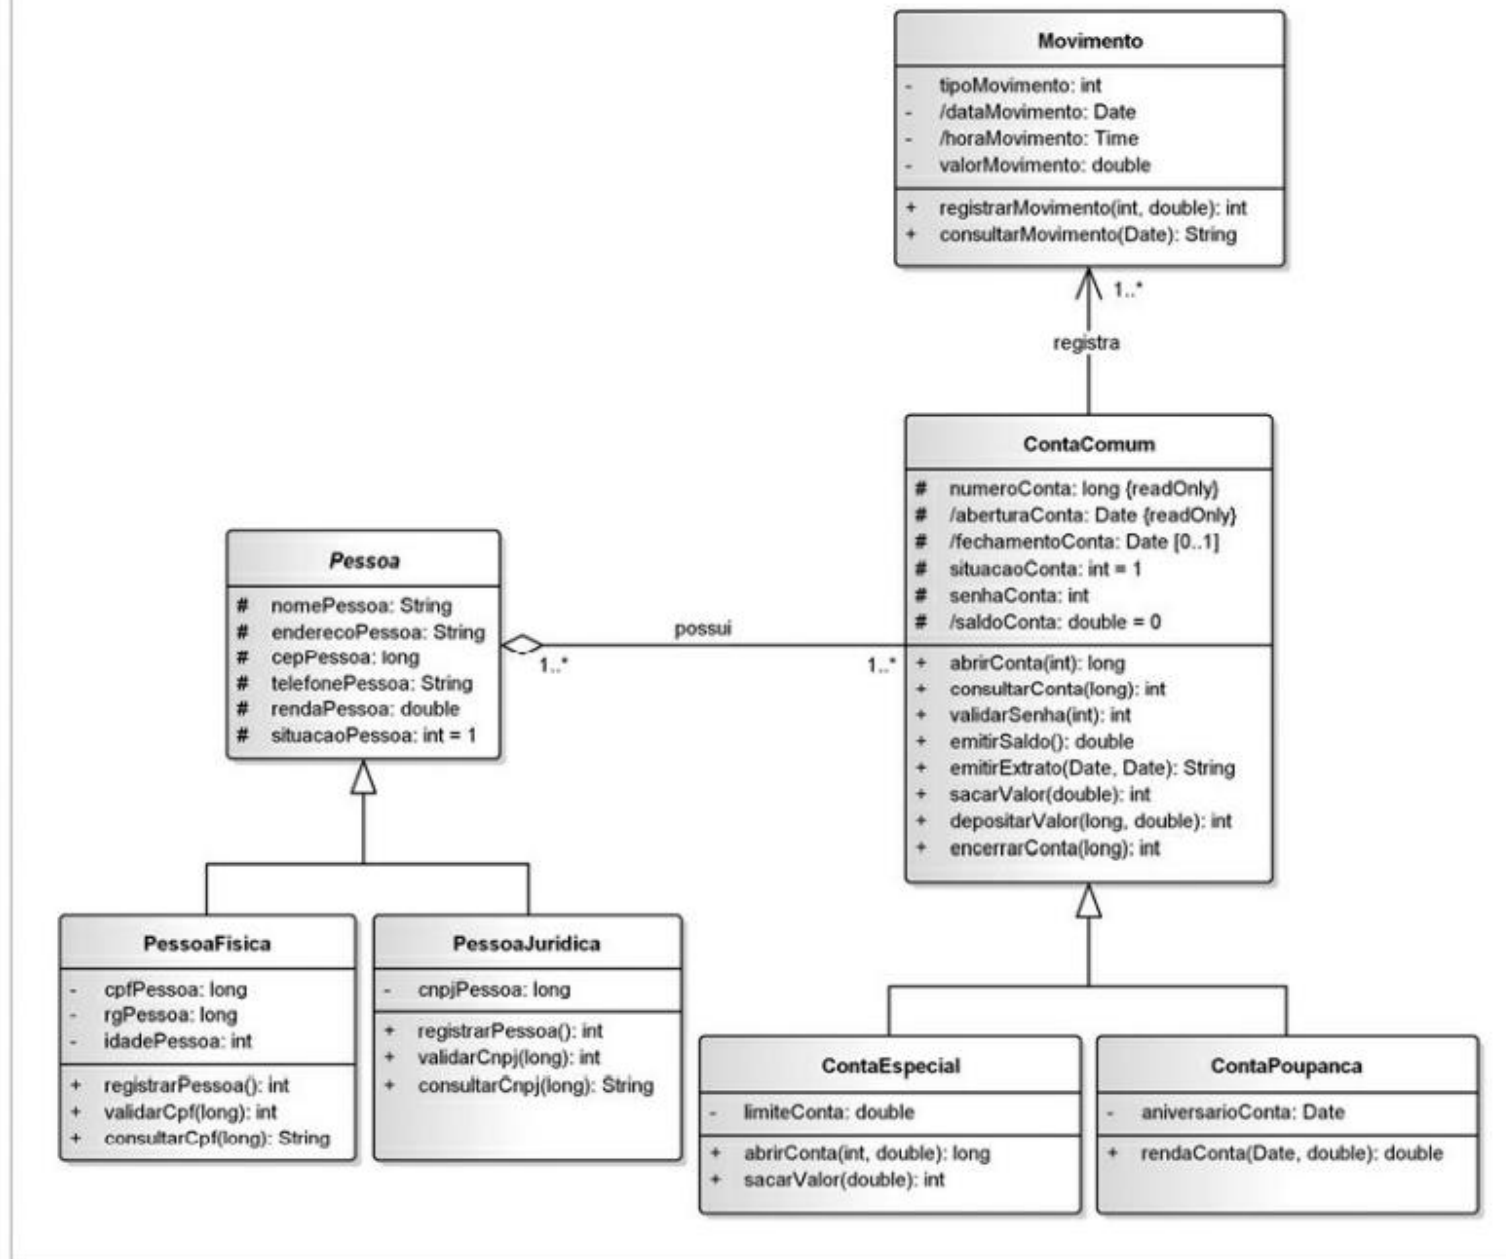 Movimento
- tipoMovimento: int
- /dataMovimento: Date
- /horaMovimento: Time
- valorMovimento: double
+ registrarMovimento(int, double): int
+ consultarMovimento(Date): String
1..*
registra
ContaComum
# numeroConta: long {readOnly}
# /aberturaConta: Date {readOnly}
# /fechamentoConta: Date [0..1]
# situacaoConta: int = 1
# senhaConta: int
# /saldoConta: double = 0
+ abrirConta(int): long
+ consultarConta(long): int
+ validarSenha(int): int
+ emitirSaldo(): double
+ emitirExtrato(Date, Date): String
+ sacarValor(double): int
+ depositarValor(long, double): int
+ encerrarConta(long): int
Pessoa
# nomePessoa: String
# enderecoPessoa: String
# cepPessoa: long
# telefonePessoa: String
# rendaPessoa: double
# situacaoPessoa: int = 1
possui
1..*
1..*
PessoaFisica
- cpfPessoa: long
- rgPessoa: long
- idadePessoa: int
+ registrarPessoa(): int
+ validarCpf(long): int
+ consultarCpf(long): String
PessoaJuridica
- cnpjPessoa: long
+ registrarPessoa(): int
+ validarCnpj(long): int
+ consultarCnpj(long): String
ContaEspecial
- limiteConta: double
+ abrirConta(int, double): long
+ sacarValor(double): int
ContaPoupanca
- aniversarioConta: Date
+ rendaConta(Date, double): double